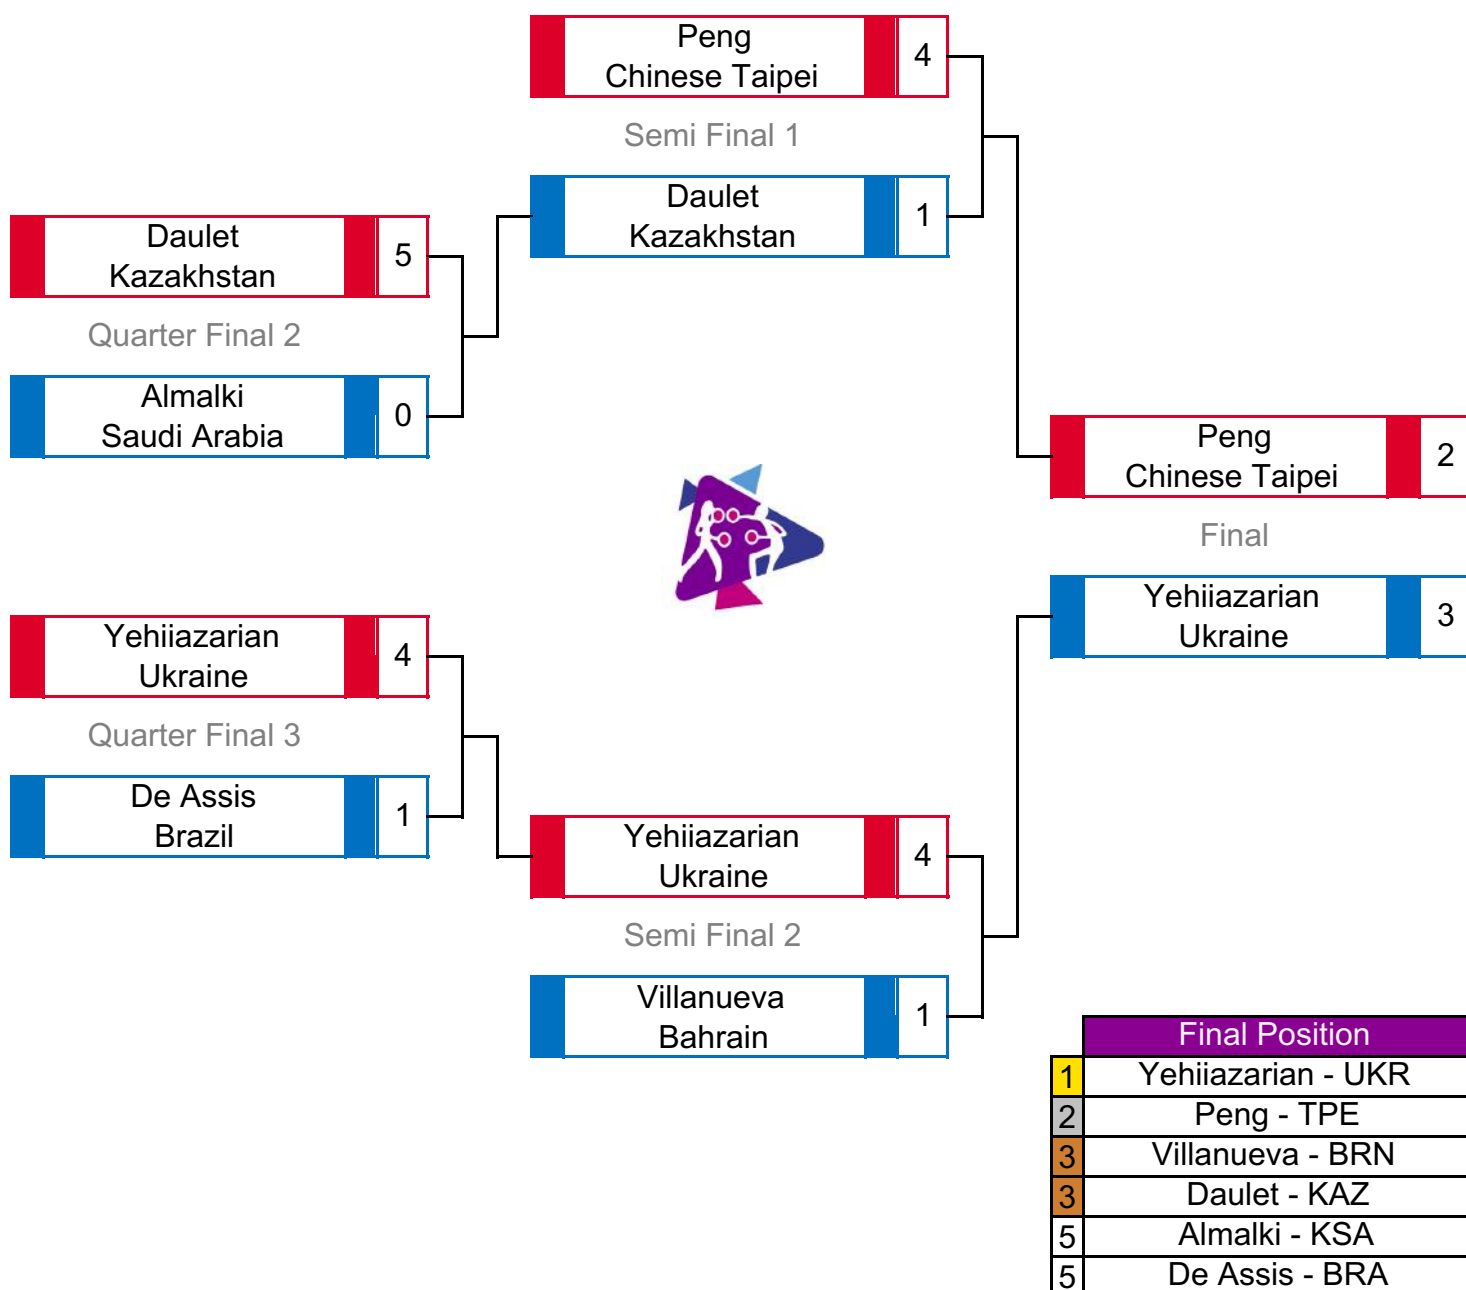 Peng
Chinese Taipei
4
Semi Final 1
Daulet
Kazakhstan
1
Daulet
Kazakhstan
5
Quarter Final 2
Almalki
Saudi Arabia
0
Peng
Chinese Taipei
2
Final
Yehiiazarian
Ukraine
3
Yehiiazarian
Ukraine
4
Quarter Final 3
De Assis
Brazil
1
Yehiiazarian
Ukraine
4
Semi Final 2
Villanueva
Bahrain
1
Final Position
1 Yehiiazarian - UKR
2 Peng - TPE
3 Villanueva - BRN
3 Daulet - KAZ
5 Almalki - KSA
5 De Assis - BRA